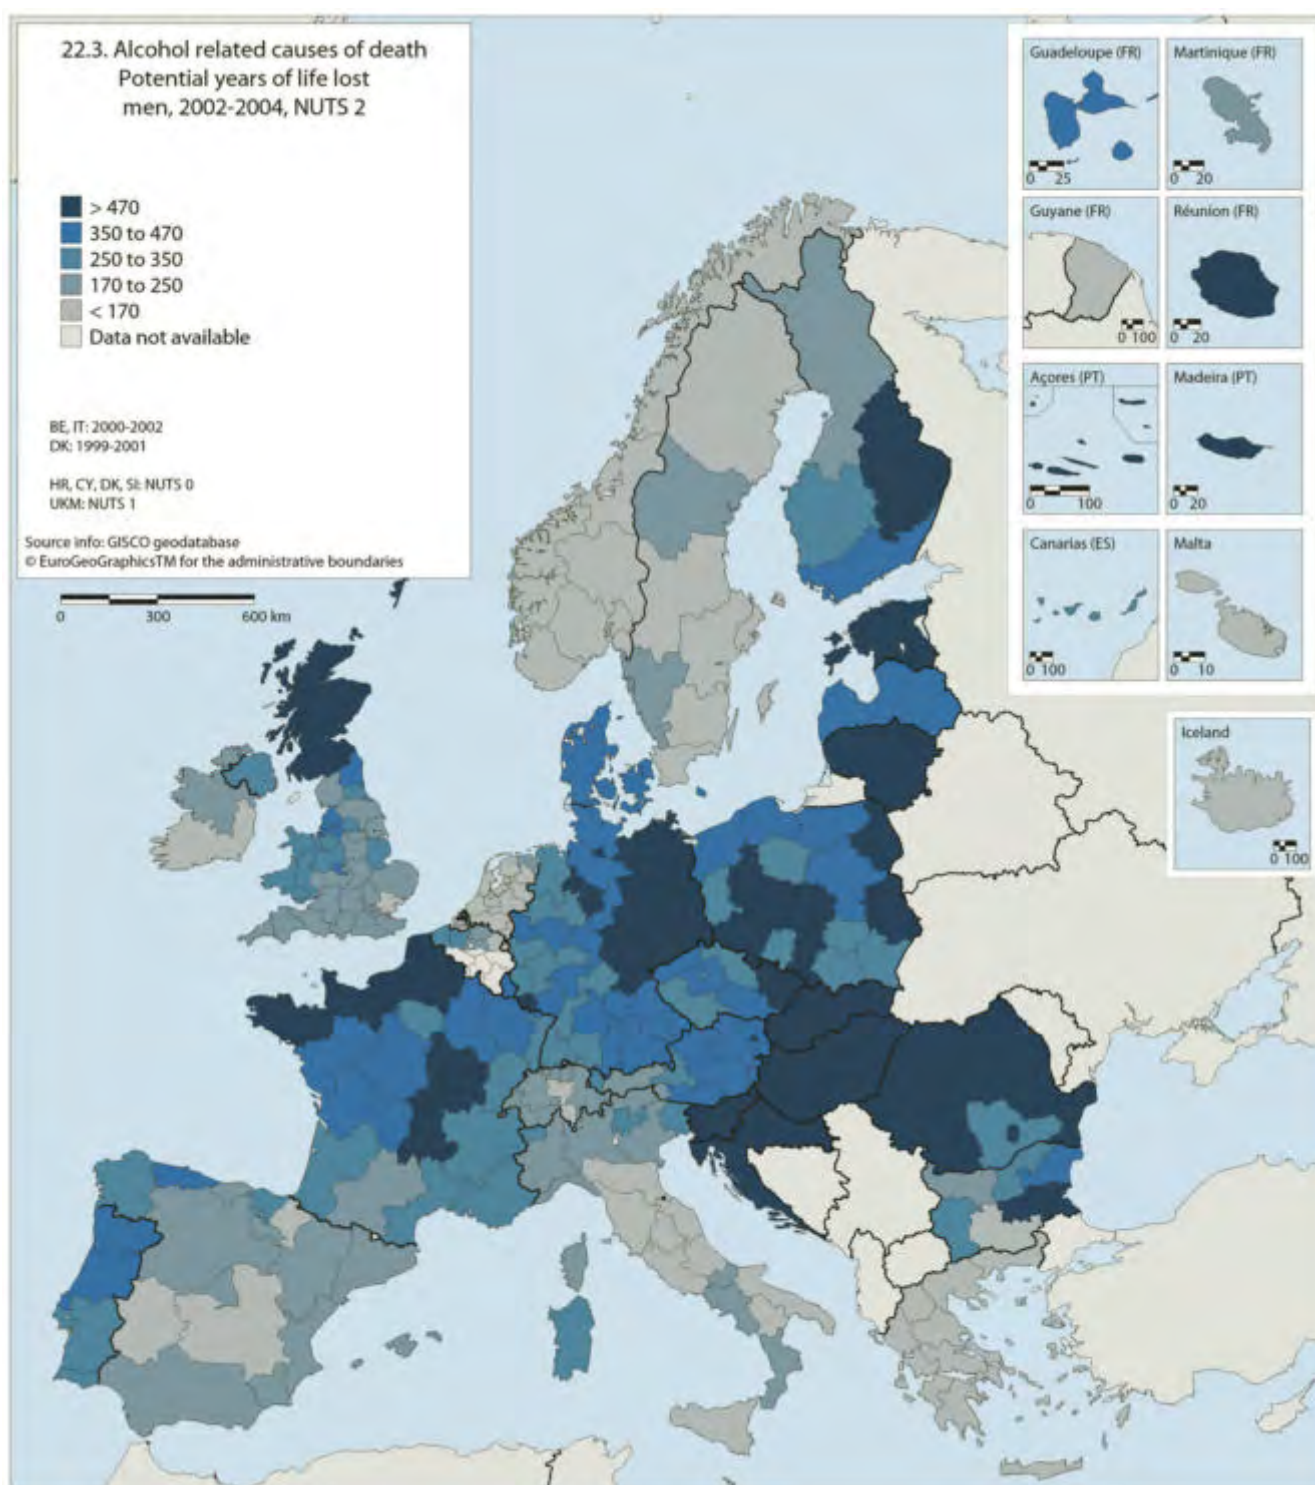 22.3. Alcohol related causes of death
Potential years of life lost
men, 2002-2004, NUTS 2
> 470
350 to 470
250 to 350
170 to 250
< 170
Data not available
BE, IT: 2000-2002
DK: 1999-2001
HR, CY, DK, SI: NUTS 0
UKM: NUTS 1
Source info: GISCO geodatabase
© EuroGeoGraphicsTM for the administrative boundaries
0 300 600 km
Guadeloupe (FR)
0 25
Martinique (FR)
0 20
Guyane (FR)
0 100
Réunion (FR)
0 20
Açores (PT)
0 100
Madeira (PT)
0 20
Canarias (ES)
0 100
Malta
0 10
Iceland
0 100